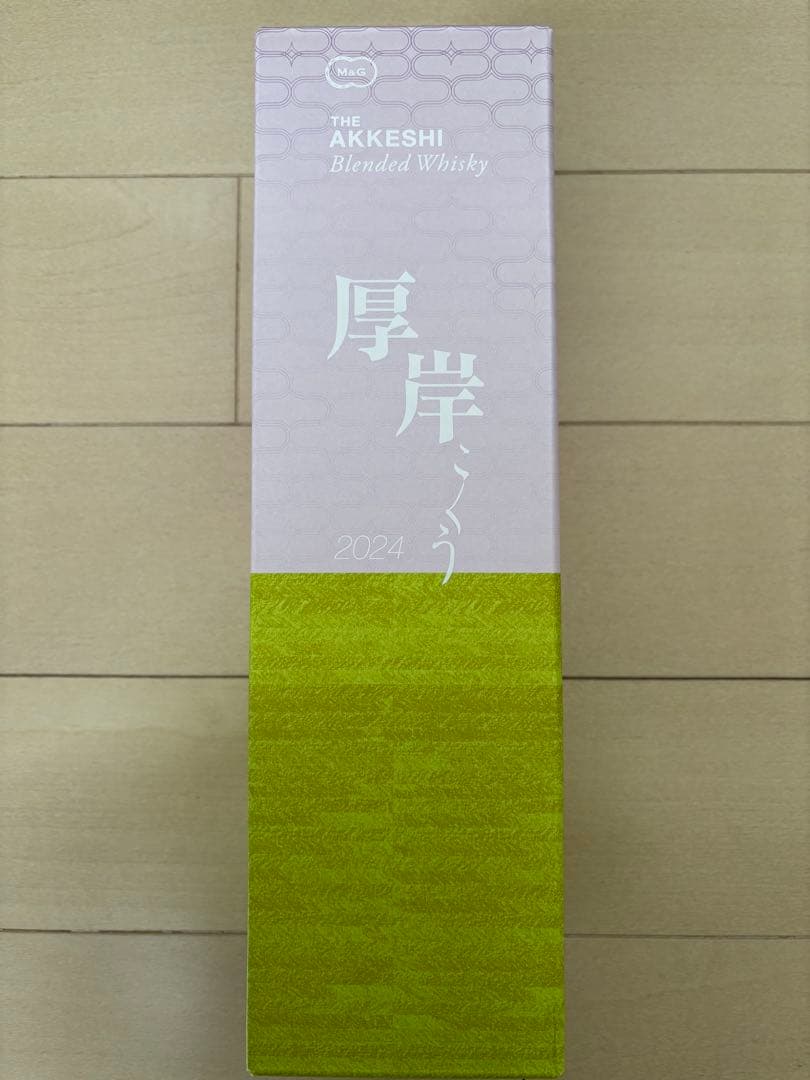 M&G
THE
AKKESHI
Blended Whisky
厚岸
こくう
2024